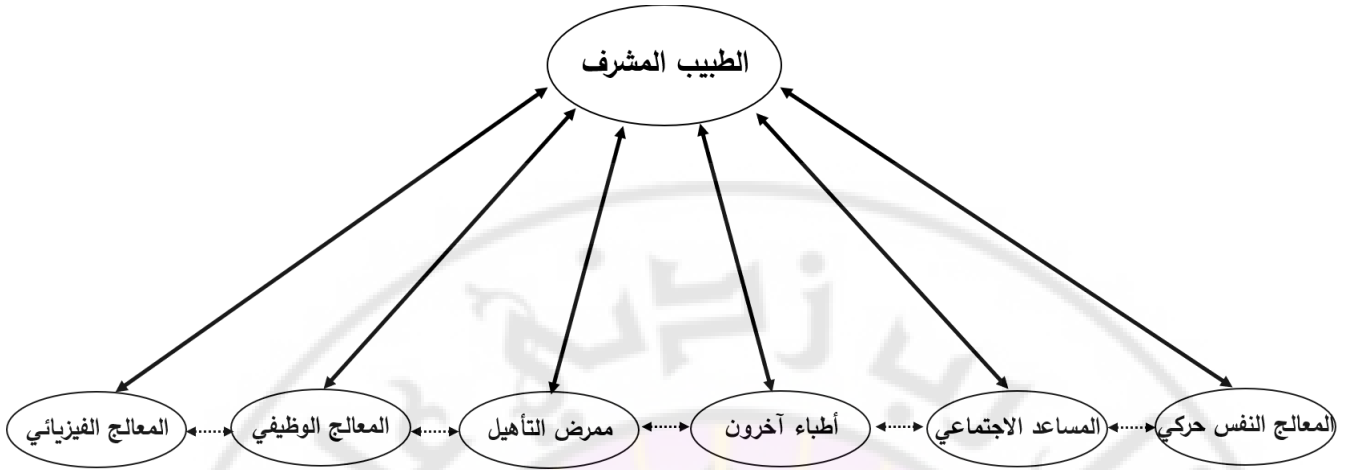 الطبيب المشرف
المعالج النفس حركي
المساعد الاجتماعي
أطباء آخرون
ممرض التأهيل
المعالج الوظيفي
المعالج الفيزيائي